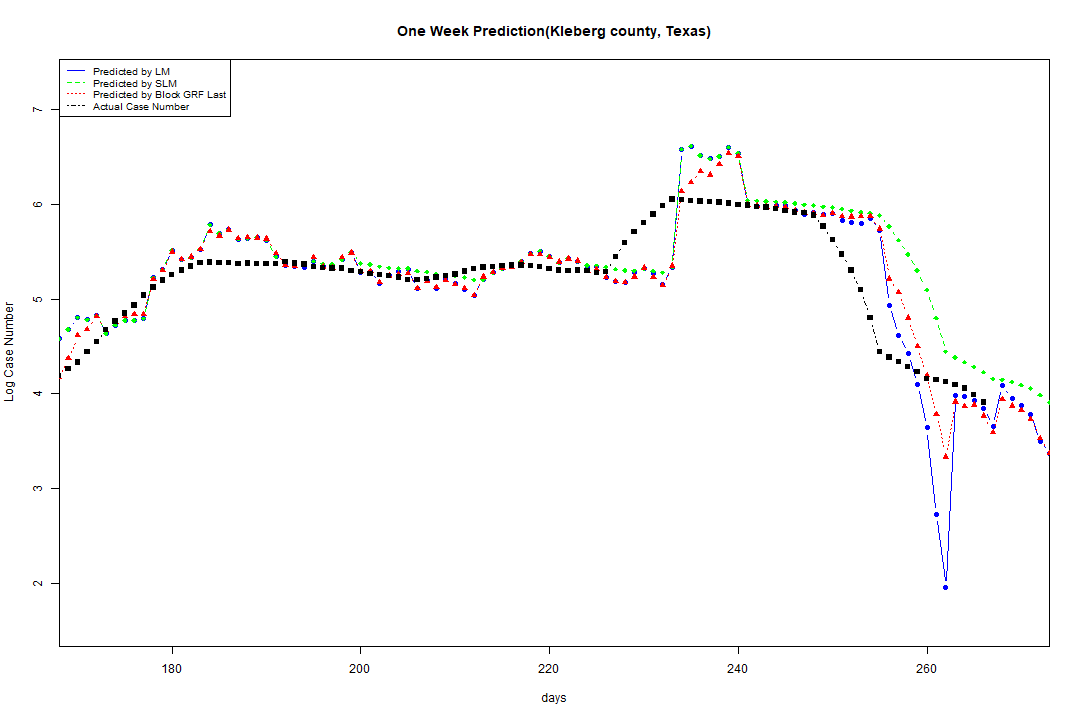 One Week Prediction(Kleberg county, Texas)
Predicted by LM
Predicted by SLM
Predicted by Block GRF Last
Actual Case Number
Log Case Number
7
6
5
4
3
2
180 200 220 240 260
days